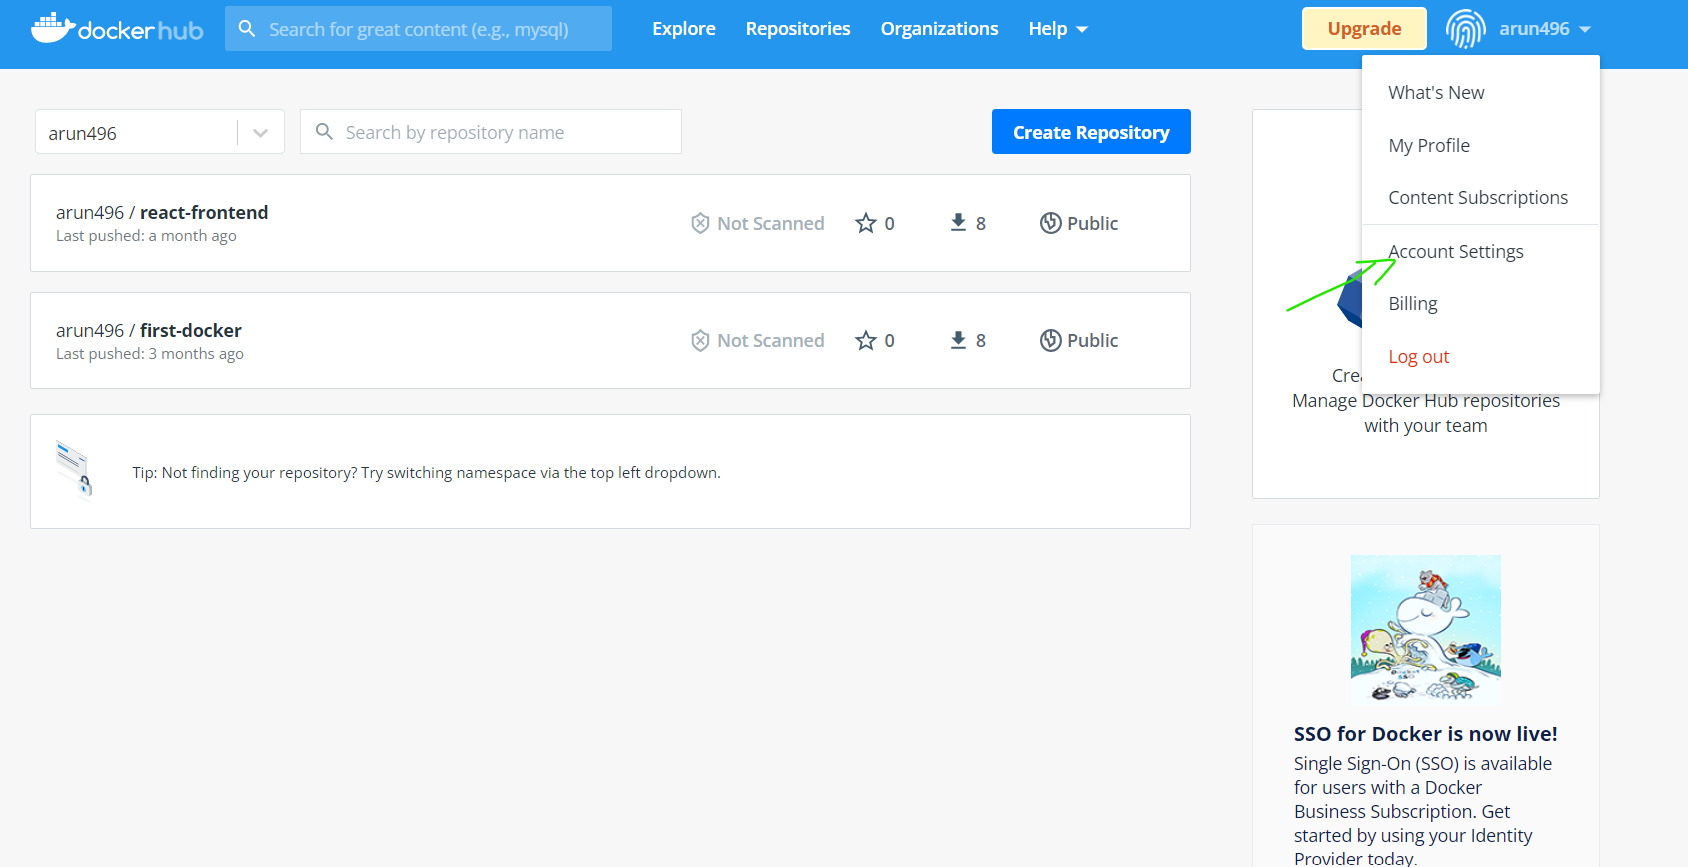 docker hub
Search for great content (e.g., mysql)
Explore
Repositories
Organizations
Help
Upgrade
arun496
What's New
My Profile
Content Subscriptions
Account Settings
Billing
Log out
arun496
Search by repository name
Create Repository
arun496 / react-frontend
Last pushed: a month ago
Not Scanned
0
8
Public
arun496 / first-docker
Last pushed: 3 months ago
Not Scanned
0
8
Public
Tip: Not finding your repository? Try switching namespace via the top left dropdown.
Manage Docker Hub repositories
with your team
SSO for Docker is now live!
Single Sign-On (SSO) is available
for users with a Docker
Business Subscription. Get
started by using your Identity
Provider today.